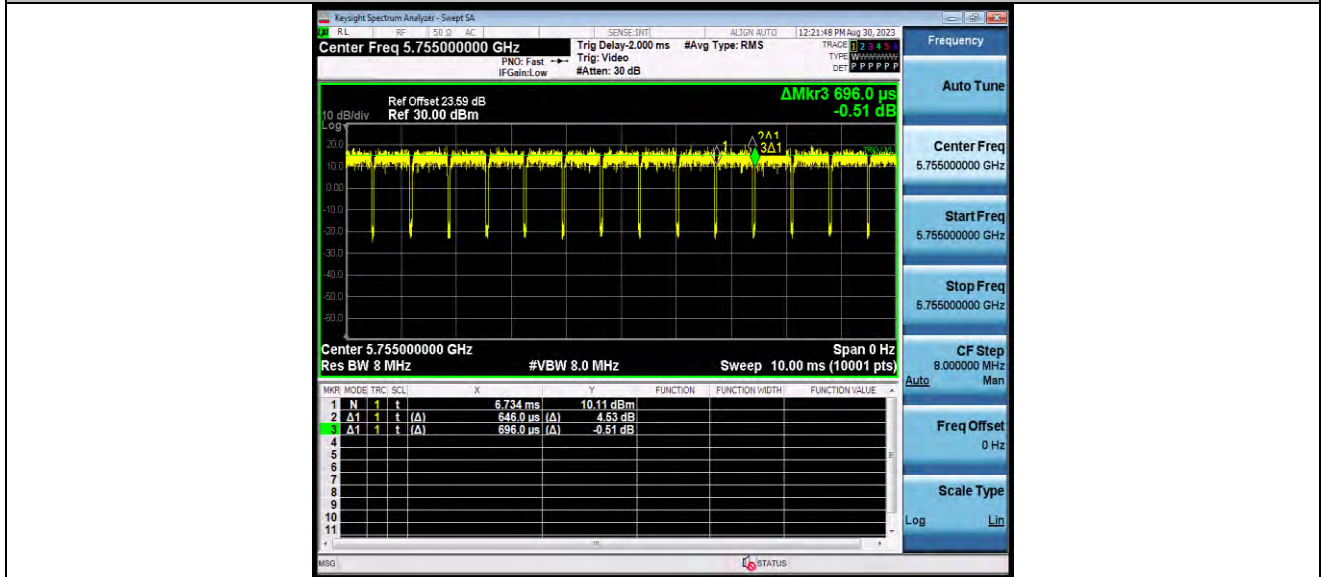 Keysight Spectrum Analyzer - Swept SA
RL RF 50 Ω AC SENSE:INT ALIGN AUTO 12:21:48 PM Aug 30, 2023
Center Freq 5.755000000 GHz
PNO: Fast
IFGain:Low
Trig Delay-2.000 ms
Trig: Video
#Atten: 30 dB
#Avg Type: RMS
TRACE 1 2 3 4 5 6
TYPE WWWWWW
DET P P P P P P
Frequency
ΔMkr3 696.0 µs
-0.51 dB
Ref Offset 23.59 dB
10 dB/div Ref 30.00 dBm
Log
20.0
10.0
0.00
-10.0
-20.0
-30.0
-40.0
-50.0
-60.0
1
2Δ1
3Δ1
Center 5.755000000 GHz Span 0 Hz
Res BW 8 MHz #VBW 8.0 MHz Sweep 10.00 ms (10001 pts)
MKR MODE TRC SCL X Y FUNCTION FUNCTION WIDTH FUNCTION VALUE
1 N 1 t 6.734 ms 10.11 dBm
2 Δ1 1 t (Δ) 646.0 µs (Δ) 4.53 dB
3 Δ1 1 t (Δ) 696.0 µs (Δ) -0.51 dB
4
5
6
7
8
9
10
11
MSG STATUS
Auto Tune
Center Freq
5.755000000 GHz
Start Freq
5.755000000 GHz
Stop Freq
5.755000000 GHz
CF Step
8.000000 MHz
Auto Man
Freq Offset
0 Hz
Scale Type
Log Lin